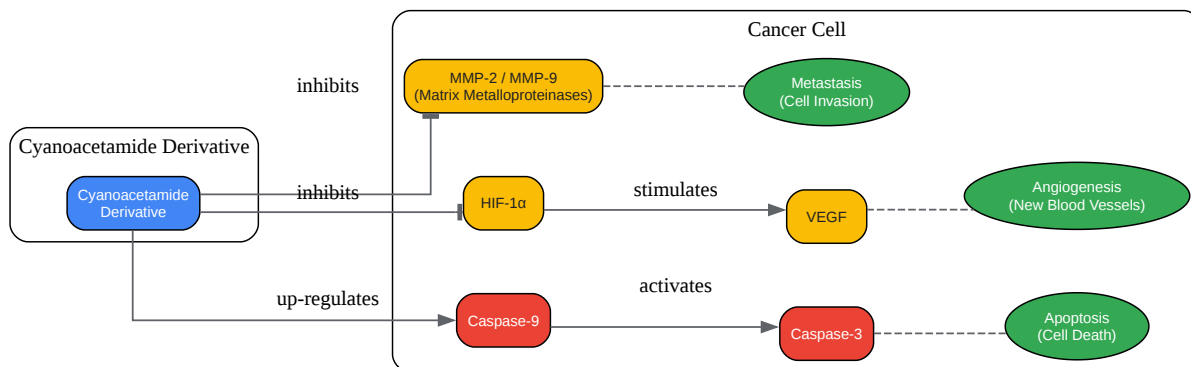 Cancer Cell
inhibits
MMP-2 / MMP-9
(Matrix Metalloproteinases)
Metastasis
(Cell Invasion)
Cyanoacetamide Derivative
Cyanoacetamide
Derivative
inhibits
HIF-1α
stimulates
VEGF
Angiogenesis
(New Blood Vessels)
up-regulates
Caspase-9
activates
Caspase-3
Apoptosis
(Cell Death)